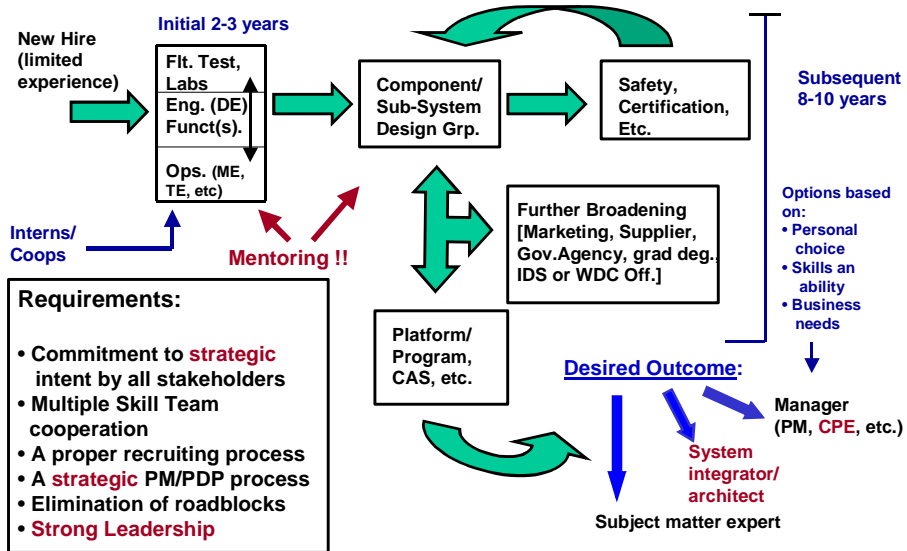 New Hire
(limited
experience)
Initial 2-3 years
Flt. Test,
Labs
Eng. (DE)
Funct(s).
Ops. (ME,
TE, etc)
Component/
Sub-System
Design Grp.
Safety,
Certification,
Etc.
Subsequent
8-10 years
Interns/
Coops
Mentoring !!
Further Broadening
[Marketing, Supplier,
Gov.Agency, grad deg.,
IDS or WDC Off.]
Options based
on:
• Personal
choice
• Skills an
ability
• Business
needs
Requirements:
• Commitment to strategic
intent by all stakeholders
• Multiple Skill Team
cooperation
• A proper recruiting process
• A strategic PM/PDP process
• Elimination of roadblocks
• Strong Leadership
Platform/
Program,
CAS, etc.
Desired Outcome:
Manager
(PM, CPE, etc.)
System
integrator/
architect
Subject matter expert